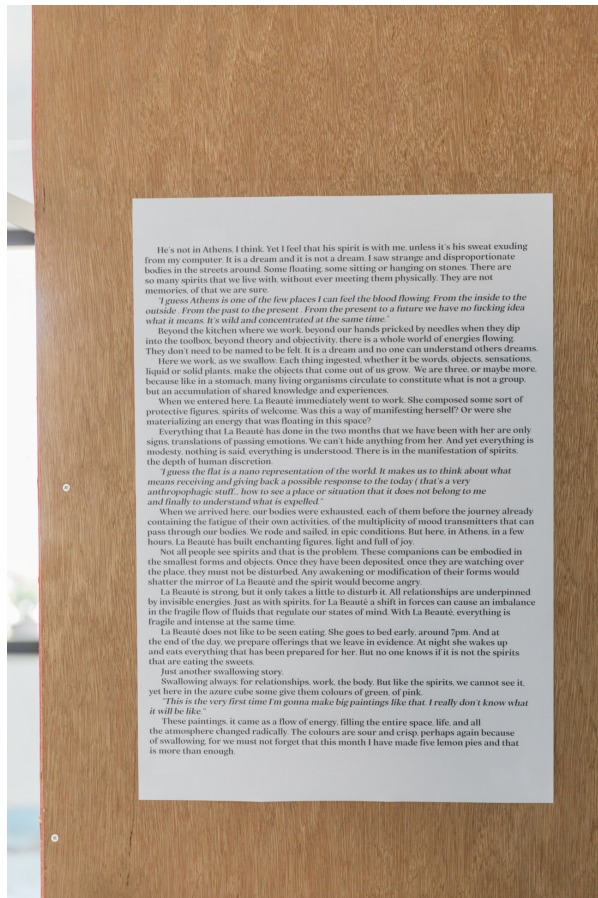 He's not in Athens, I think. Yet I feel that his spirit is with me, unless it's his sweat exuding
from my computer. It is a dream and it is not a dream. I saw strange and disproportionate
bodies in the streets around. Some floating, some sitting or hanging on stones. There are
so many spirits that we live with, without ever meeting them physically. They are not
memories, of that we are sure.
"I guess Athens is one of the few places I can feel the blood flowing. From the inside to the
outside . From the past to the present . From the present to a future we have no fucking idea
what it means. It's wild and concentrated at the same time."
Beyond the kitchen where we work, beyond our hands pricked by needles when they dip
into the toolbox, beyond theory and objectivity, there is a whole world of energies flowing.
They don't need to be named to be felt. It is a dream and no one can understand others dreams.
Here we work, as we swallow. Each thing ingested, whether it be words, objects, sensations,
liquid or solid plants, make the objects that come out of us grow. We are three, or maybe more,
because like in a stomach, many living organisms circulate to constitute what is not a group,
but an accumulation of shared knowledge and experiences.
When we entered here, La Beauté immediately went to work. She composed some sort of
protective figures, spirits of welcome. Was this a way of manifesting herself? Or were she
materializing an energy that was floating in this space?
Everything that La Beauté has done in the two months that we have been with her are only
signs, translations of passing emotions. We can't hide anything from her. And yet everything is
modesty, nothing is said, everything is understood. There is in the manifestation of spirits,
the depth of human discretion.
"I guess the flat is a nano representation of the world. It makes us to think about what
means receiving and giving back a possible response to the today ( that's a very
anthropophagic stuff... how to see a place or situation that it does not belong to me
and finally to understand what is expelled."
When we arrived here, our bodies were exhausted, each of them before the journey already
containing the fatigue of their own activities, of the multiplicity of mood transmitters that can
pass through our bodies. We rode and sailed, in epic conditions. But here, in Athens, in a few
hours, La Beauté has built enchanting figures, light and full of joy.
Not all people see spirits and that is the problem. These companions can be embodied in
the smallest forms and objects. Once they have been deposited, once they are watching over
the place, they must not be disturbed. Any awakening or modification of their forms would
shatter the mirror of La Beauté and the spirit would become angry.
La Beauté is strong, but it only takes a little to disturb it. All relationships are underpinned
by invisible energies. Just as with spirits, for La Beauté a shift in forces can cause an imbalance
in the fragile flow of fluids that regulate our states of mind. With La Beauté, everything is
fragile and intense at the same time.
La Beauté does not like to be seen eating. She goes to bed early, around 7pm. And at
the end of the day, we prepare offerings that we leave in evidence. At night she wakes up
and eats everything that has been prepared for her. But no one knows if it is not the spirits
that are eating the sweets.
Just another swallowing story.
Swallowing always: for relationships, work, the body. But like the spirits, we cannot see it,
yet here in the azure cube some give them colours of green, of pink.
"This is the very first time I'm gonna make big paintings like that. I really don't know what
it will be like."
These paintings, it came as a flow of energy, filling the entire space, life, and all
the atmosphere changed radically. The colours are sour and crisp, perhaps again because
of swallowing, for we must not forget that this month I have made five lemon pies and that
is more than enough.